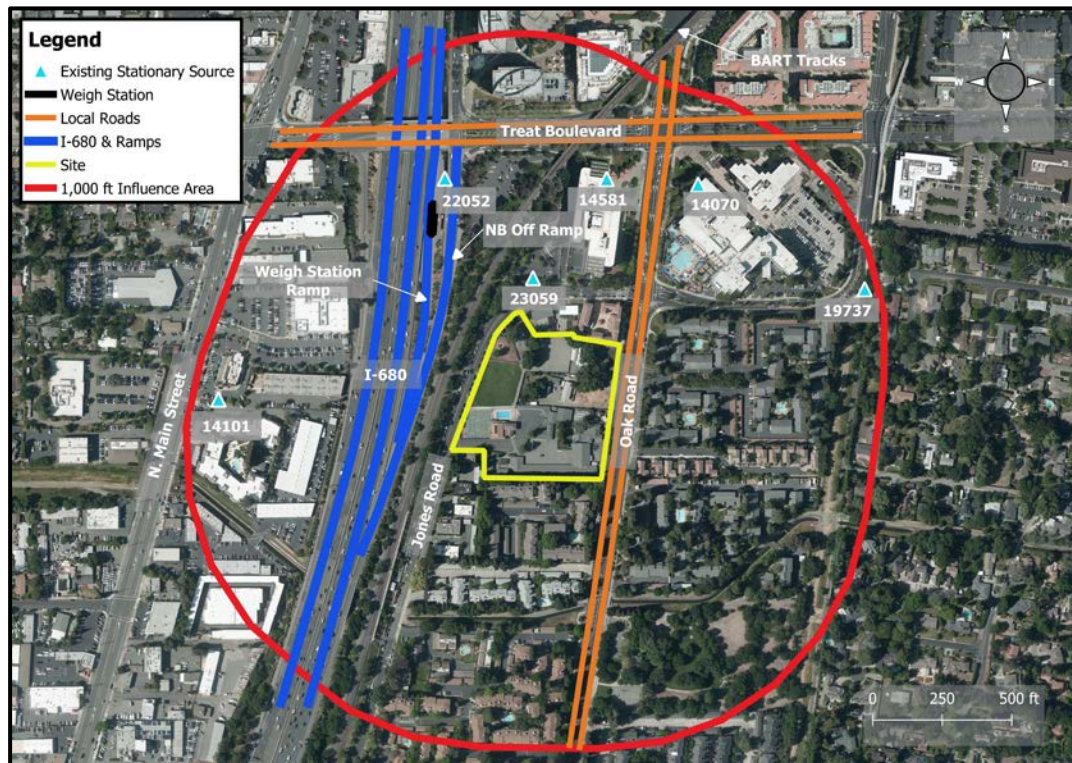 Legend
Existing Stationary Source
Weigh Station
Local Roads
I-680 & Ramps
Site
1,000 ft Influence Area
BART Tracks
N
W
E
S
Treat Boulevard
22052
14581
14070
NB Off Ramp
Weigh Station
Ramp
23059
19737
I-680
14101
N. Main Street
Jones Road
Oak Road
0 250 500 ft